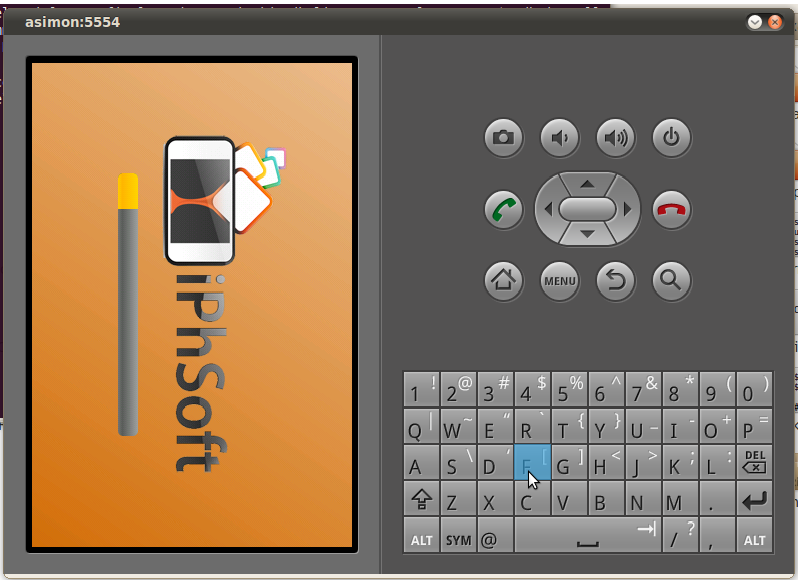 asimon:5554
iPhSoft
MENU
1 ! 2 @ 3 # 4 $ 5 % 6 ^ 7 & 8 * 9 ( 0 )
Q | W ~ E “ R ` T { Y } U _ I - O + P =
A S \ D ‘ F [ G ] H < J > K ; L : DEL
Z X C V B N M .
ALT SYM @ / ? , ALT